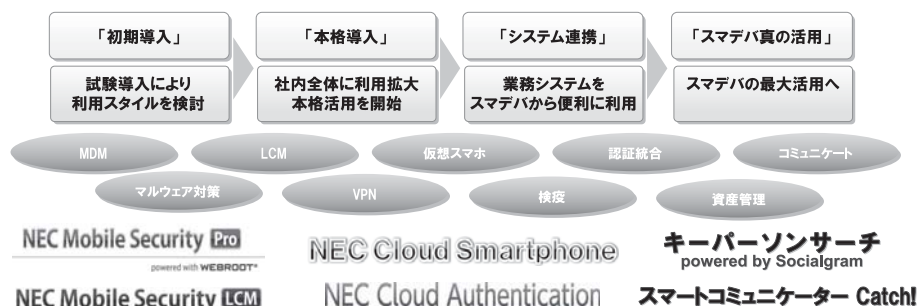 「初期導入」
「本格導入」
「システム連携」
「スマデバ真の活用」
試験導入により
利用スタイルを検討
社内全体に利用拡大
本格活用を開始
業務システムを
スマデバから便利に利用
スマデバの最大活用へ
MDM
LCM
仮想スマホ
認証統合
コミュニケート
マルウェア対策
VPN
検疫
資産管理
NEC Mobile Security Pro
powered with WEBROOT
NEC Cloud Smartphone
キーパーソンサーチ
powered by Socialgram
NEC Mobile Security LCM
NEC Cloud Authentication
スマートコミュニケーター Catch!